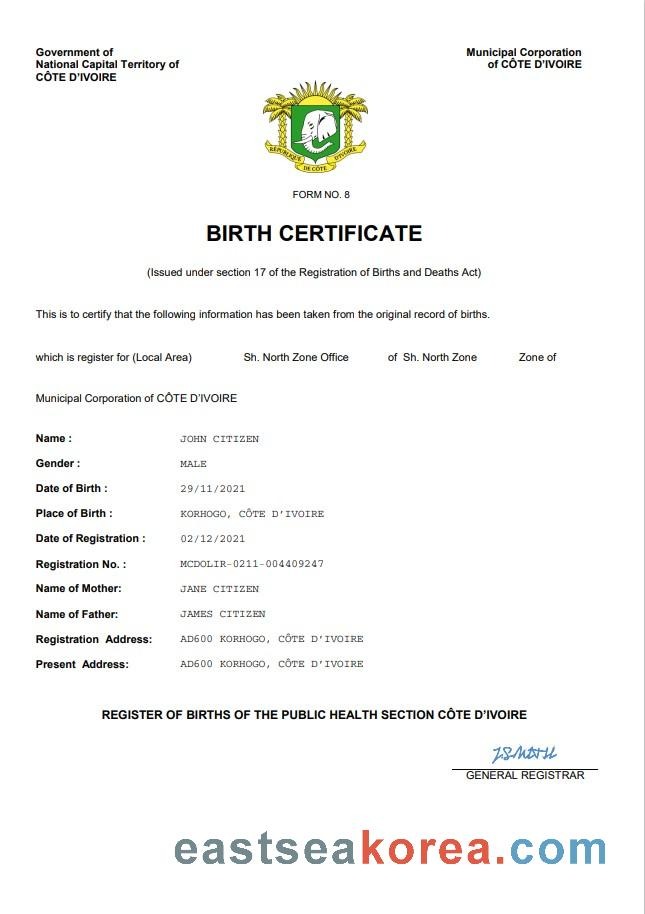 Government of
National Capital Territory of
CÔTE D’IVOIRE
Municipal Corporation
of CÔTE D’IVOIRE
REPUBLIQUE DE CÔTE D'IVOIRE
FORM NO. 8
BIRTH CERTIFICATE
(Issued under section 17 of the Registration of Births and Deaths Act)
This is to certify that the following information has been taken from the original record of births.
which is register for (Local Area) Sh. North Zone Office of Sh. North Zone Zone of
Municipal Corporation of CÔTE D’IVOIRE
Name : JOHN CITIZEN
Gender : MALE
Date of Birth : 29/11/2021
Place of Birth : KORHOGO, CÔTE D’IVOIRE
Date of Registration : 02/12/2021
Registration No. : MCDOLIR-0211-004409247
Name of Mother: JANE CITIZEN
Name of Father: JAMES CITIZEN
Registration Address: AD600 KORHOGO, CÔTE D’IVOIRE
Present Address: AD600 KORHOGO, CÔTE D’IVOIRE
REGISTER OF BIRTHS OF THE PUBLIC HEALTH SECTION CÔTE D’IVOIRE
GENERAL REGISTRAR
eastseakorea.com